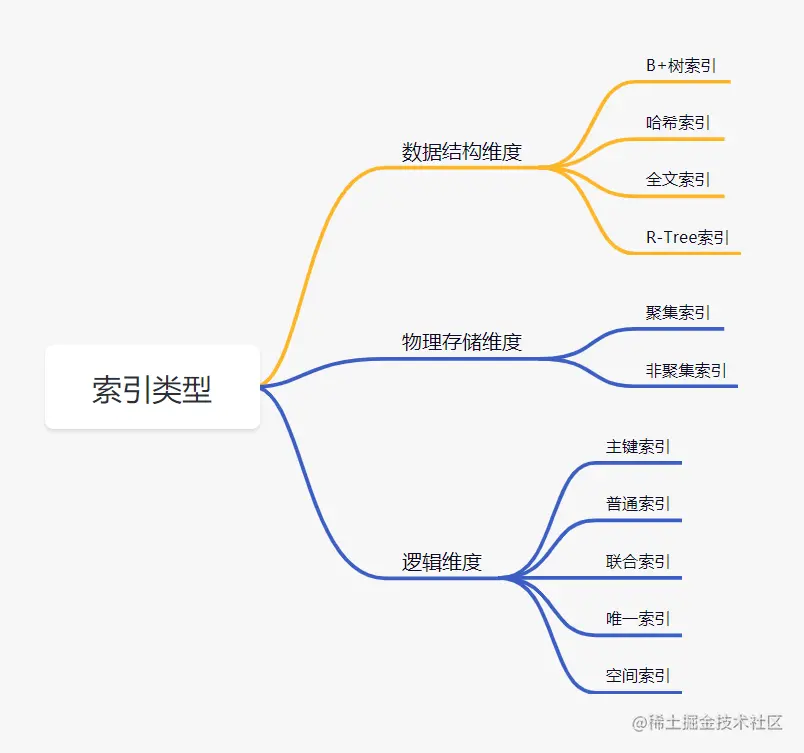 索引类型
数据结构维度
B+树索引
哈希索引
全文索引
R-Tree索引
物理存储维度
聚集索引
非聚集索引
逻辑维度
主键索引
普通索引
联合索引
唯一索引
空间索引
@稀土掘金技术社区